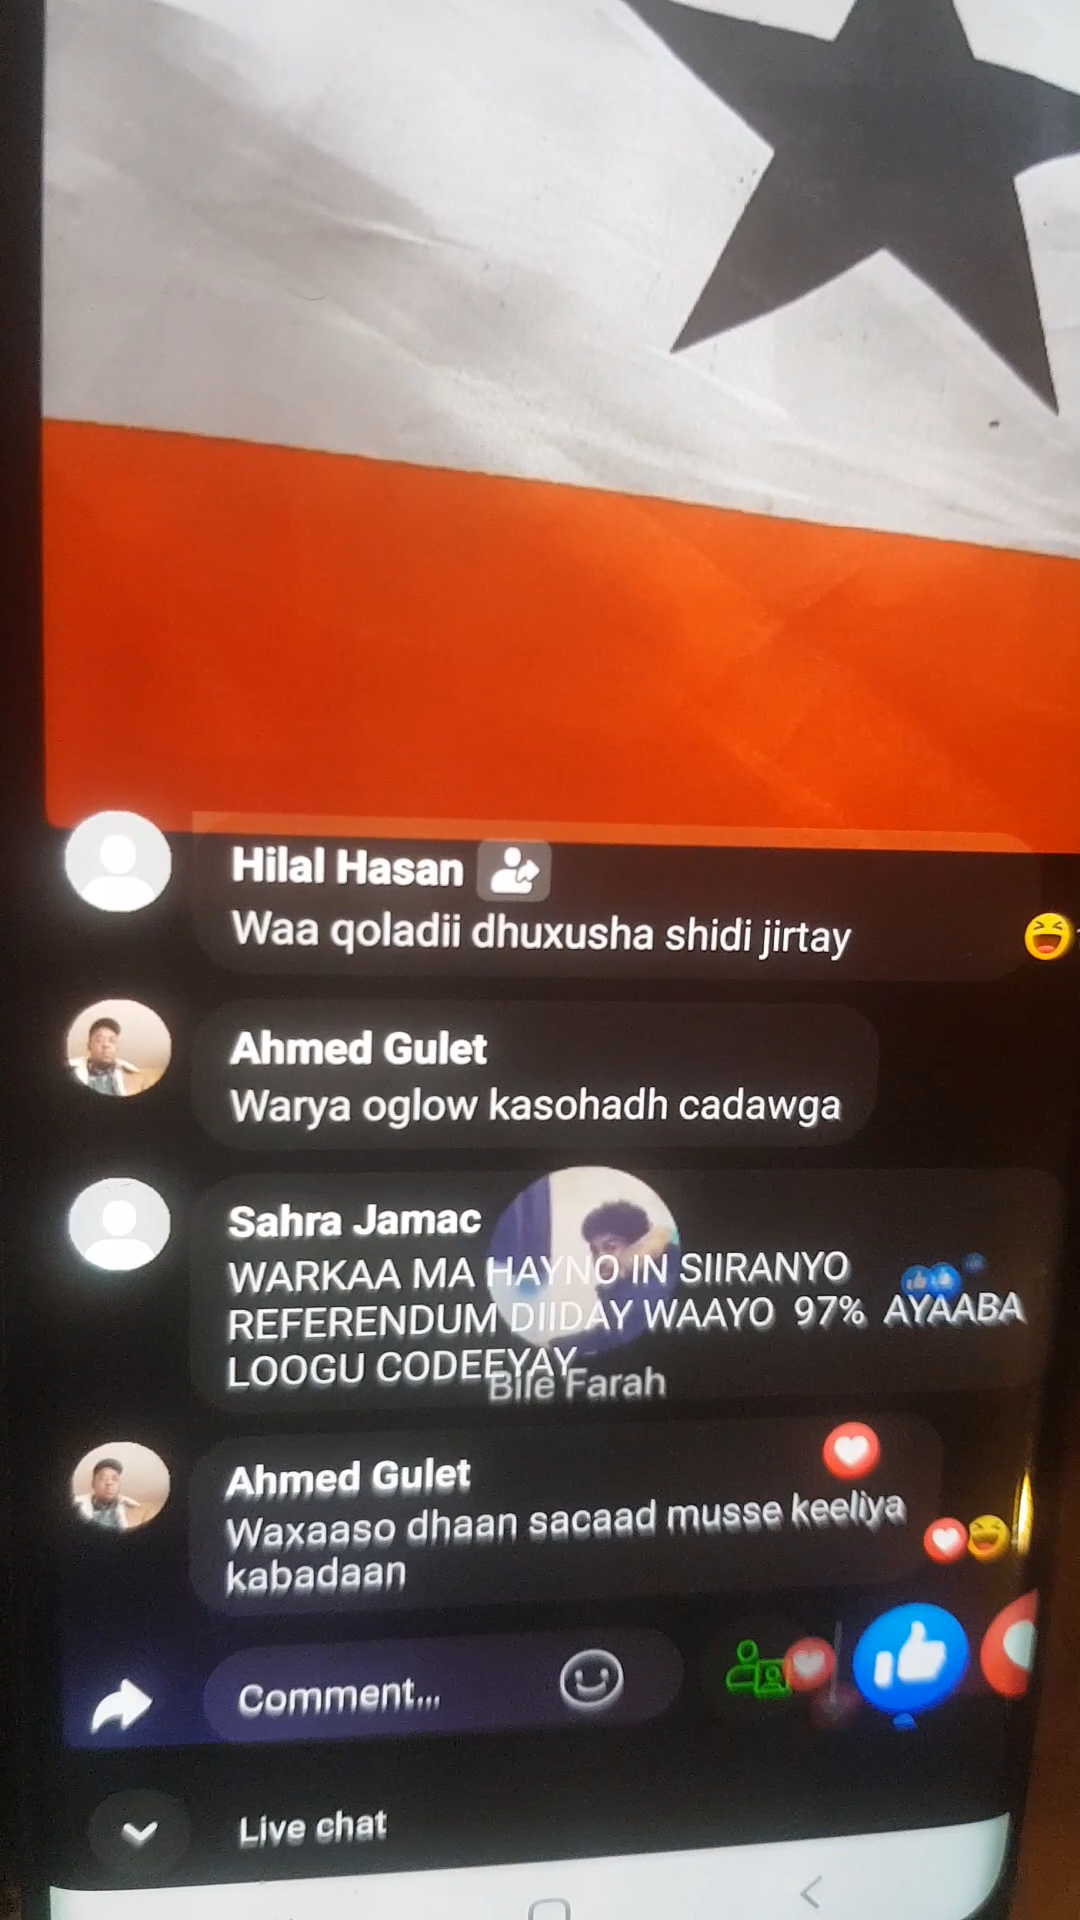 Hilal Hasan
Waa qoladii dhuxusha shidi jirtay
Ahmed Gulet
Warya oglow kasohadh cadawga
Sahra Jamac
WARKAA MA HAYNO IN SIIRANYO
REFERENDUM DIIDAY WAAYO 97% AYAABA
LOOGU CODEEYAY
Bile Farah
Ahmed Gulet
Waxaaso dhaan sacaad musse keeliya
kabadaan
Comment...
Live chat